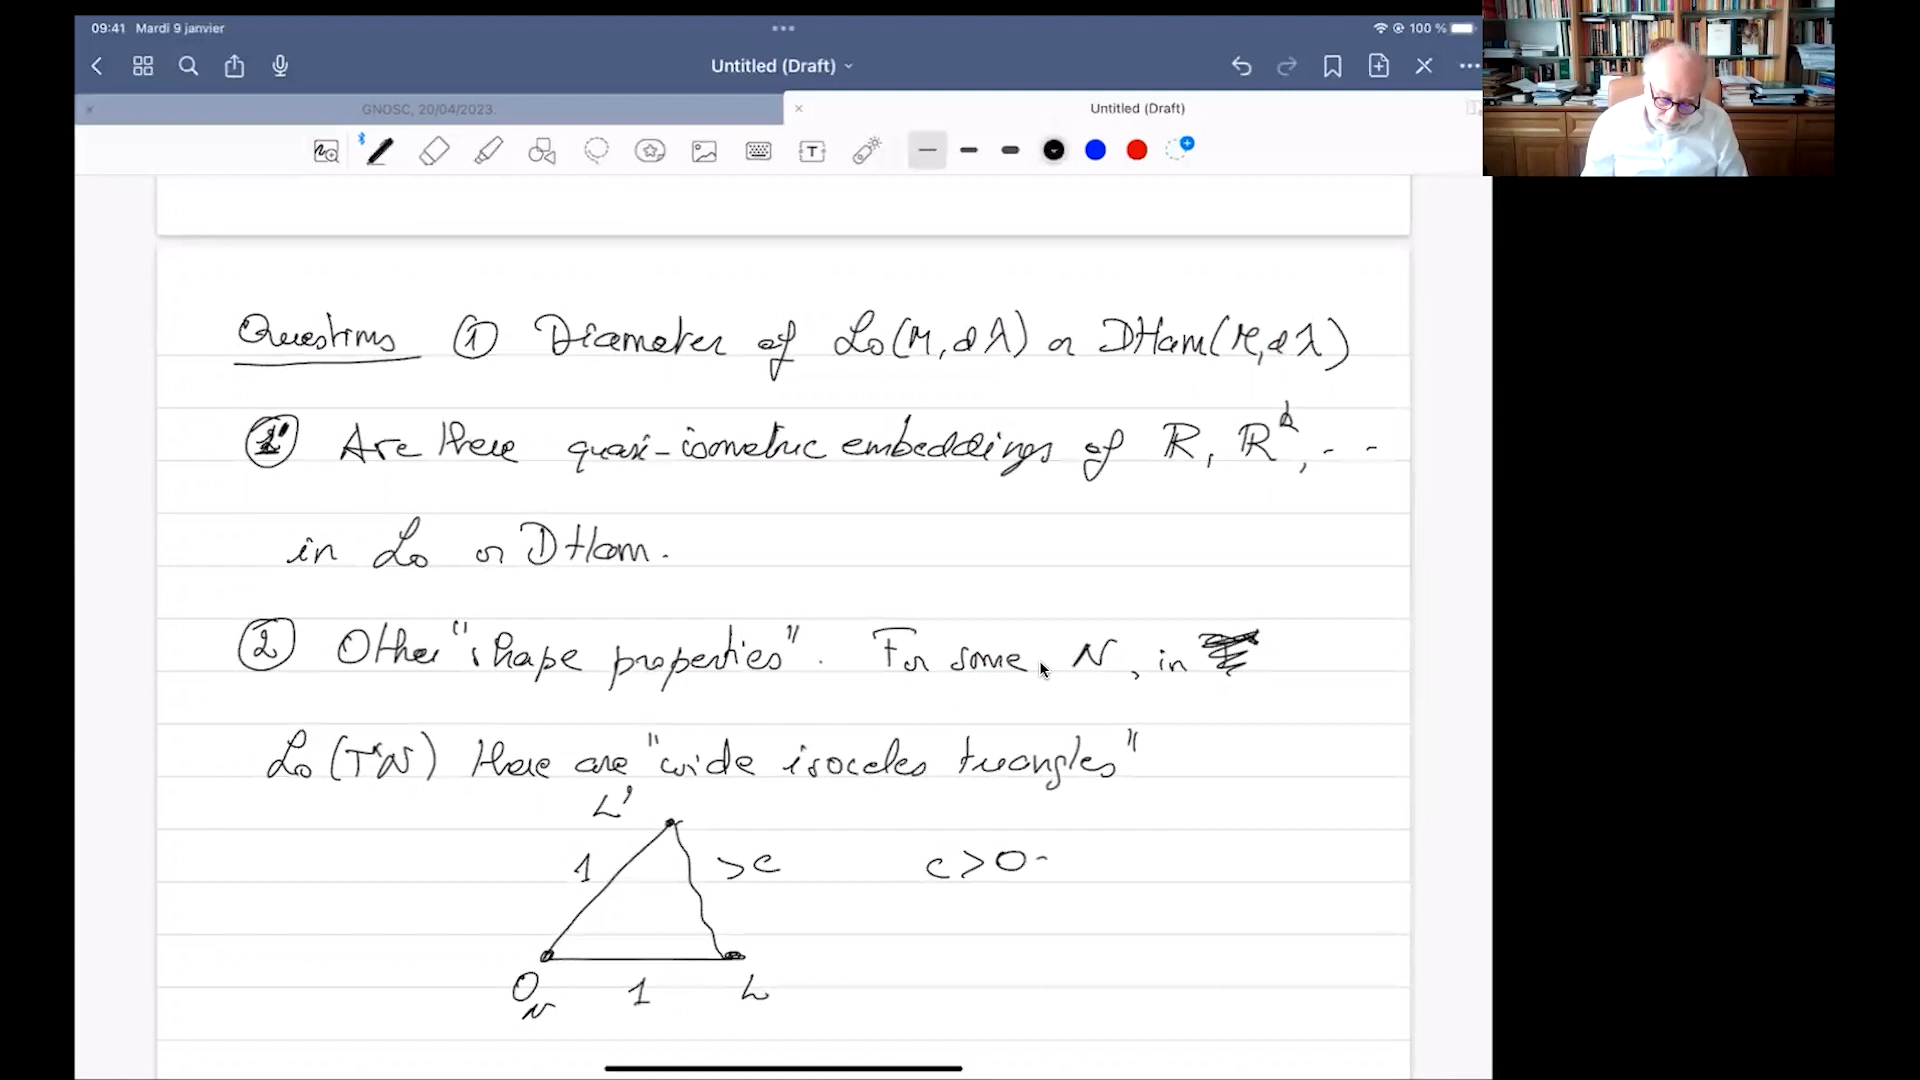 09:41 Mardi 9 janvier
100 %
Untitled (Draft)
GNOSC, 20/04/2023.
Untitled (Draft)
Questions ① Diameter of 𝓛₀(M,dλ) or DHam(M,dλ)
①' Are there quasi-isometric embeddings of ℝ, ℝᵈ, ...
in 𝓛₀ or DHam.
② Other "shape properties". For some N, in
𝓛₀(T*N) there are "wide isoceles triangles"
L'
1 >c c>0
O_N 1 L